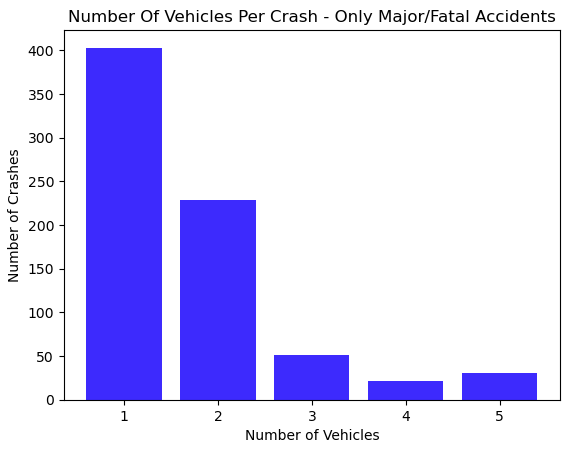 Number Of Vehicles Per Crash - Only Major/Fatal Accidents
400
350
300
250
200
150
100
50
0
Number of Crashes
1 2 3 4 5
Number of Vehicles